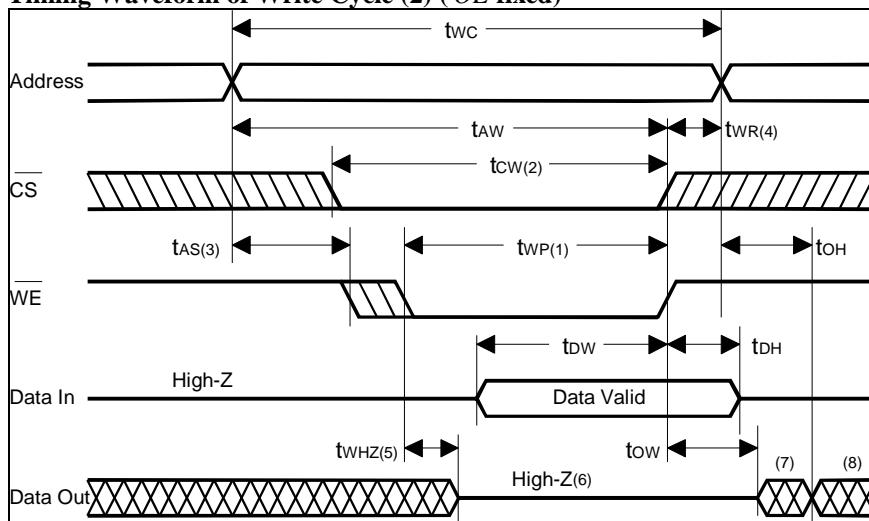 Timing Waveform of Write Cycle (2) (OE fixed)
tWC
Address
tAW
tWR(4)
tCW(2)
CS
tAS(3)
tWP(1)
tOH
WE
tDW
tDH
High-Z
Data In
Data Valid
tWHZ(5)
tOW
High-Z(6)
(7)
(8)
Data Out